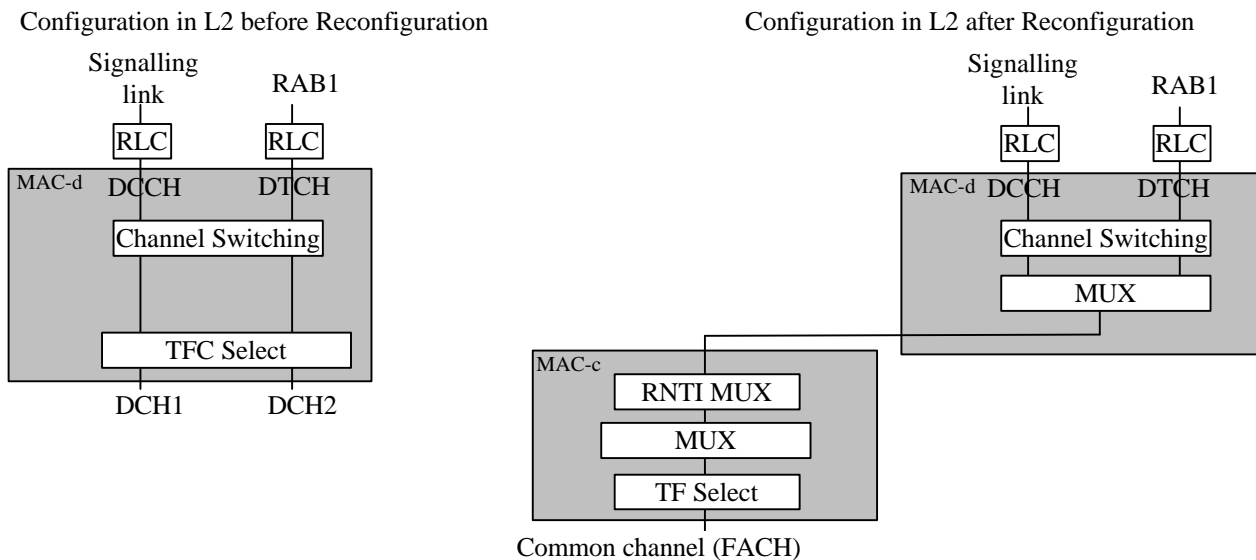 Configuration in L2 before Reconfiguration
Signalling
link
RAB1
RLC
RLC
MAC-d
DCCH
DTCH
Channel Switching
TFC Select
DCH1
DCH2
Configuration in L2 after Reconfiguration
Signalling
link
RAB1
RLC
RLC
MAC-d
DCCH
DTCH
Channel Switching
MUX
MAC-c
RNTI MUX
MUX
TF Select
Common channel (FACH)